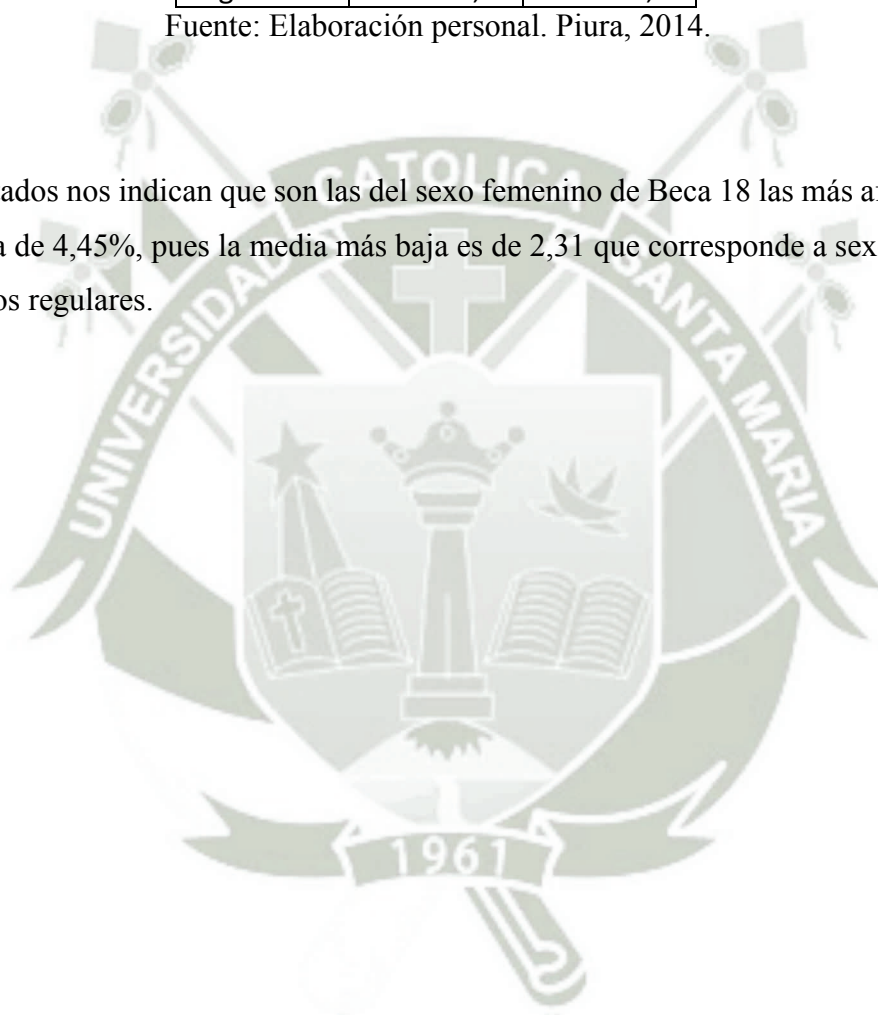 Fuente: Elaboración personal. Piura, 2014.
ados nos indican que son las del sexo femenino de Beca 18 las más
a de 4,45%, pues la media más baja es de 2,31 que corresponde a
os regulares.
UNIVERSIDAD CATOLICA SANTA MARIA
1961